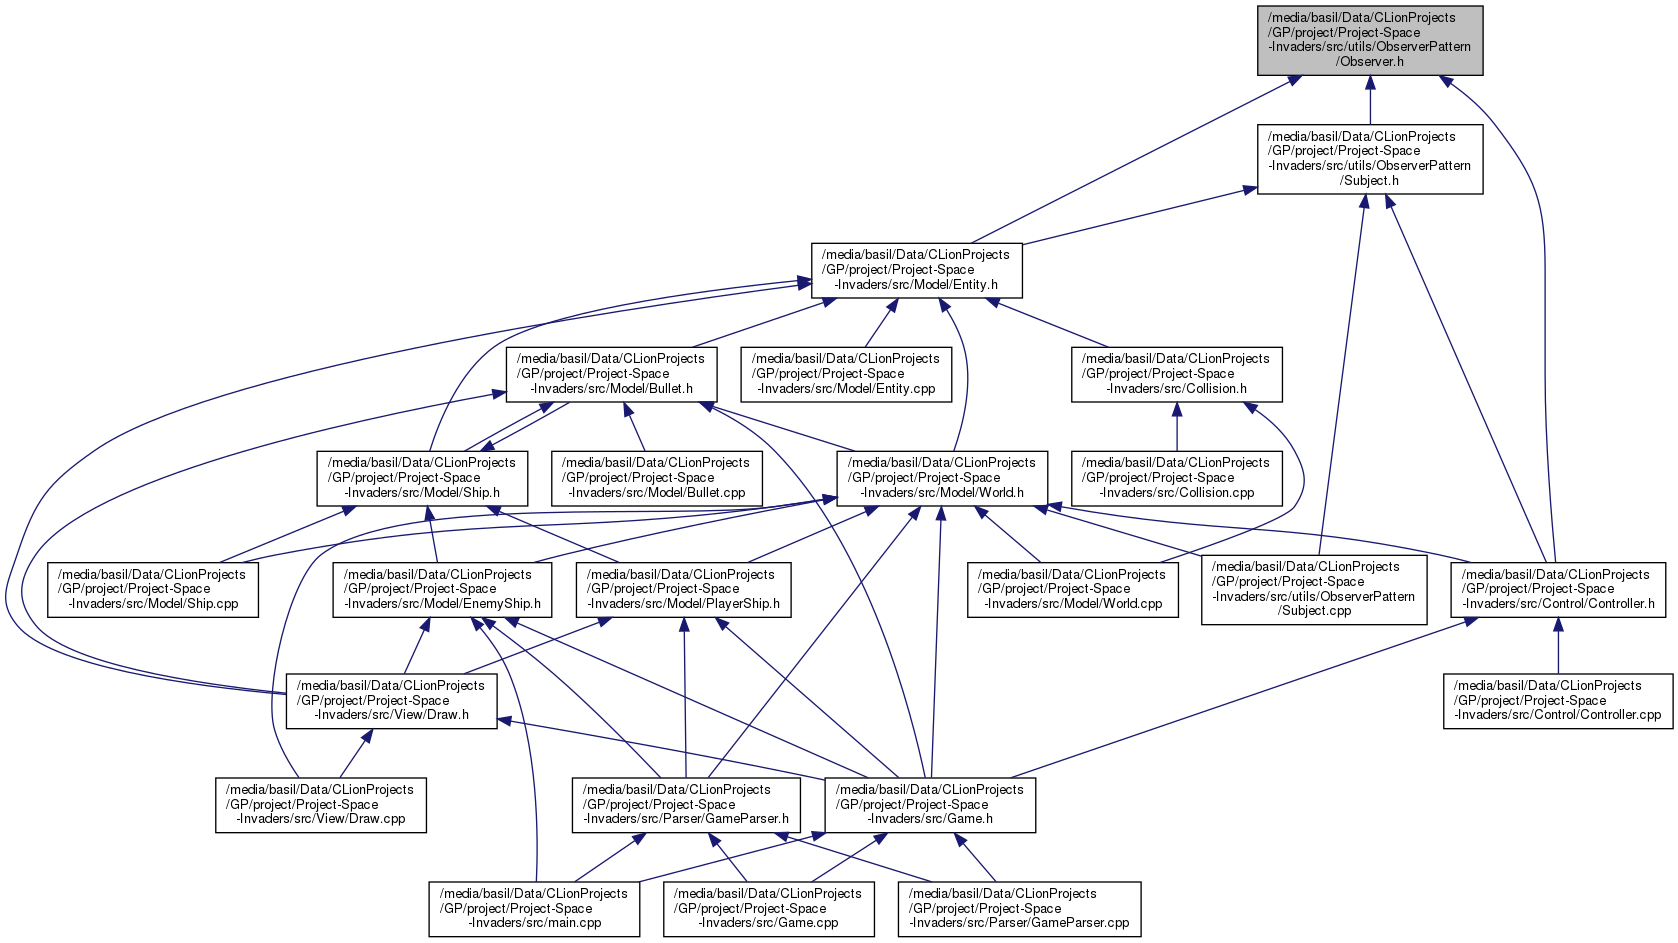 /media/basil/Data/CLionProjects
/GP/project/Project-Space
-Invaders/src/utils/ObserverPattern
/Observer.h
/media/basil/Data/CLionProjects
/GP/project/Project-Space
-Invaders/src/utils/ObserverPattern
/Subject.h
/media/basil/Data/CLionProjects
/GP/project/Project-Space
-Invaders/src/Model/Entity.h
/media/basil/Data/CLionProjects
/GP/project/Project-Space
-Invaders/src/Model/Bullet.h
/media/basil/Data/CLionProjects
/GP/project/Project-Space
-Invaders/src/Model/Entity.cpp
/media/basil/Data/CLionProjects
/GP/project/Project-Space
-Invaders/src/Collision.h
/media/basil/Data/CLionProjects
/GP/project/Project-Space
-Invaders/src/Model/Ship.h
/media/basil/Data/CLionProjects
/GP/project/Project-Space
-Invaders/src/Model/Bullet.cpp
/media/basil/Data/CLionProjects
/GP/project/Project-Space
-Invaders/src/Model/World.h
/media/basil/Data/CLionProjects
/GP/project/Project-Space
-Invaders/src/Collision.cpp
/media/basil/Data/CLionProjects
/GP/project/Project-Space
-Invaders/src/Model/Ship.cpp
/media/basil/Data/CLionProjects
/GP/project/Project-Space
-Invaders/src/Model/EnemyShip.h
/media/basil/Data/CLionProjects
/GP/project/Project-Space
-Invaders/src/Model/PlayerShip.h
/media/basil/Data/CLionProjects
/GP/project/Project-Space
-Invaders/src/Model/World.cpp
/media/basil/Data/CLionProjects
/GP/project/Project-Space
-Invaders/src/utils/ObserverPattern
/Subject.cpp
/media/basil/Data/CLionProjects
/GP/project/Project-Space
-Invaders/src/Control/Controller.h
/media/basil/Data/CLionProjects
/GP/project/Project-Space
-Invaders/src/View/Draw.h
/media/basil/Data/CLionProjects
/GP/project/Project-Space
-Invaders/src/Control/Controller.cpp
/media/basil/Data/CLionProjects
/GP/project/Project-Space
-Invaders/src/View/Draw.cpp
/media/basil/Data/CLionProjects
/GP/project/Project-Space
-Invaders/src/Parser/GameParser.h
/media/basil/Data/CLionProjects
/GP/project/Project-Space
-Invaders/src/Game.h
/media/basil/Data/CLionProjects
/GP/project/Project-Space
-Invaders/src/main.cpp
/media/basil/Data/CLionProjects
/GP/project/Project-Space
-Invaders/src/Game.cpp
/media/basil/Data/CLionProjects
/GP/project/Project-Space
-Invaders/src/Parser/GameParser.cpp